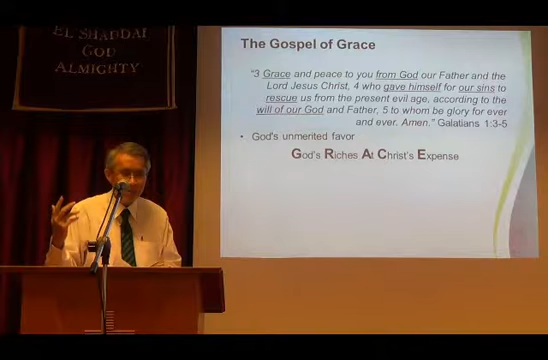 EL SHADDAI
GOD
ALMIGHTY
The Gospel of Grace
"3 Grace and peace to you from God our Father and the
Lord Jesus Christ, 4 who gave himself for our sins to
rescue us from the present evil age, according to the
will of our God and Father, 5 to whom be glory for ever
and ever. Amen." Galatians 1:3-5
• God's unmerited favor
God's Riches At Christ's Expense